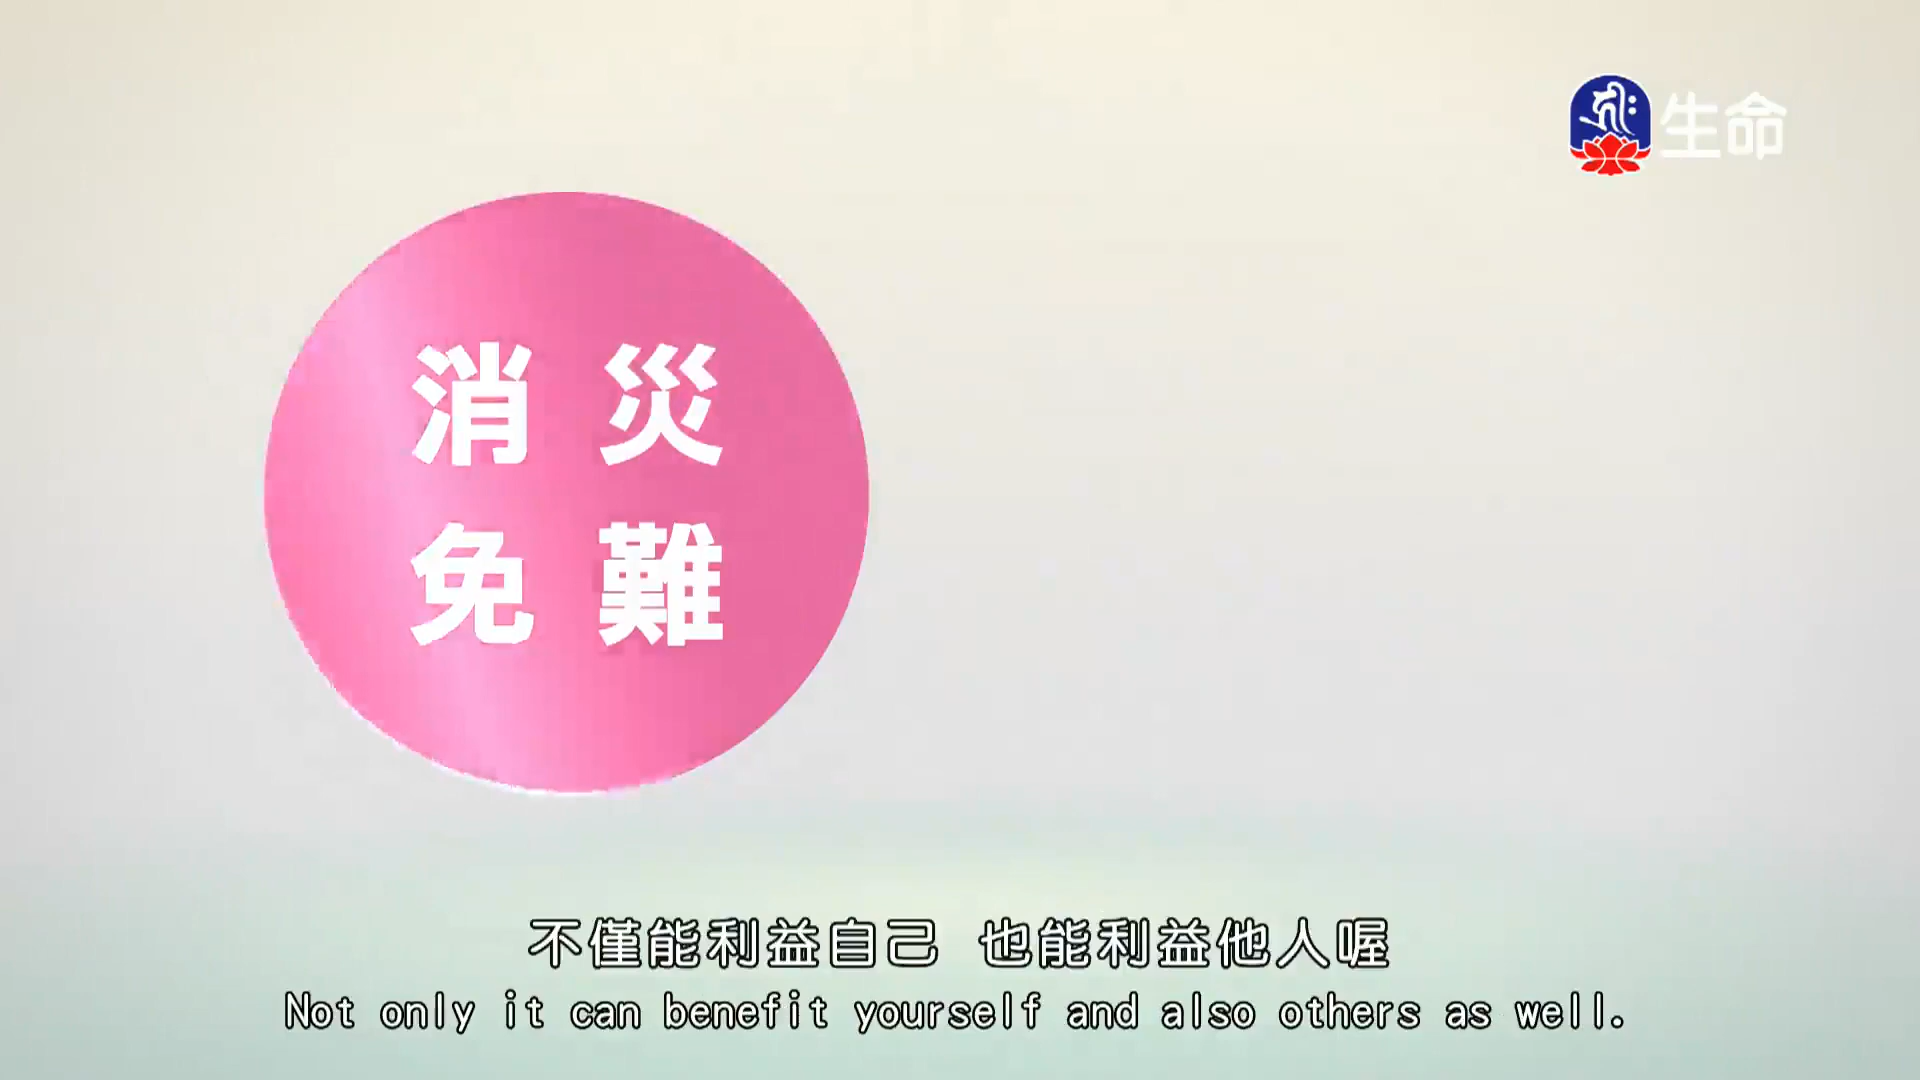 生命
消災
免難
不僅能利益自己 也能利益他人喔
Not only it can benefit yourself and also others as well.